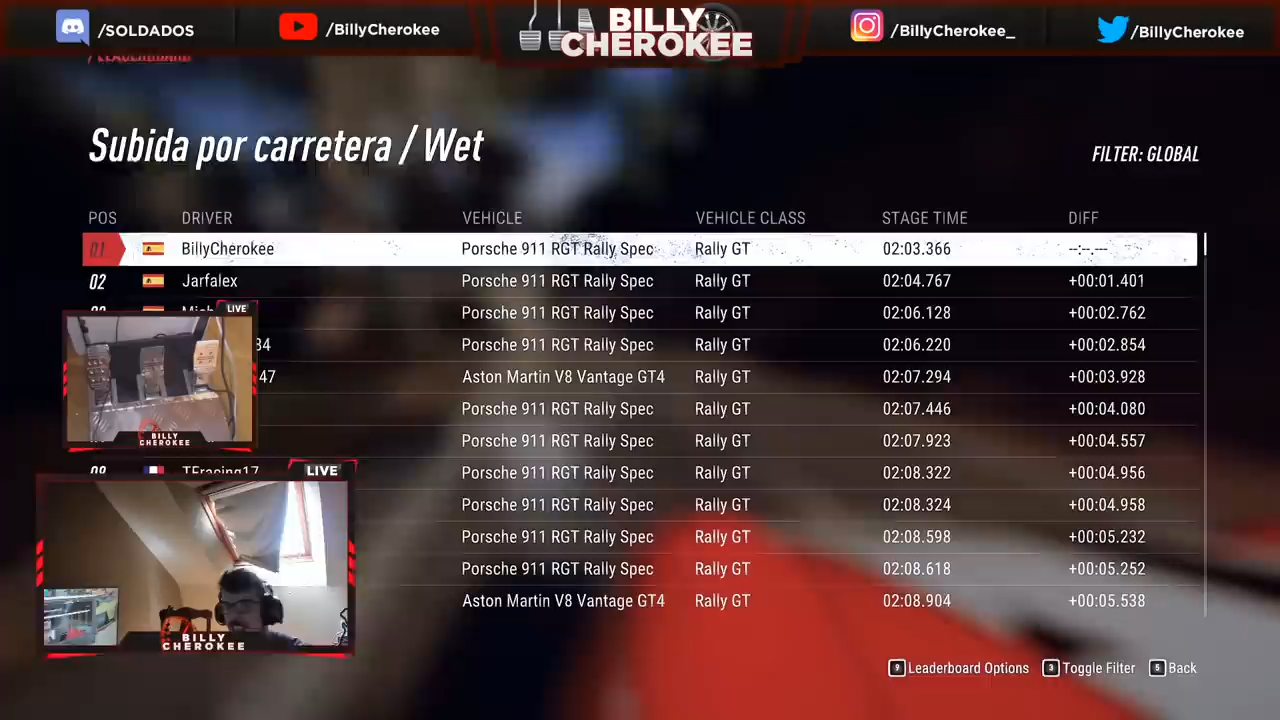 /SOLDADOS
/BillyCherokee
BILLY
CHEROKEE
/BillyCherokee_
/BillyCherokee
/LEADERBOARD
Subida por carretera / Wet
FILTER: GLOBAL
POS DRIVER VEHICLE VEHICLE CLASS STAGE TIME DIFF
01 BillyCherokee Porsche 911 RGT Rally Spec Rally GT 02:03.366 --:--.---
02 Jarfalex Porsche 911 RGT Rally Spec Rally GT 02:04.767 +00:01.401
Porsche 911 RGT Rally Spec Rally GT 02:06.128 +00:02.762
34 Porsche 911 RGT Rally Spec Rally GT 02:06.220 +00:02.854
47 Aston Martin V8 Vantage GT4 Rally GT 02:07.294 +00:03.928
Porsche 911 RGT Rally Spec Rally GT 02:07.446 +00:04.080
Porsche 911 RGT Rally Spec Rally GT 02:07.923 +00:04.557
08 TFracing17 Porsche 911 RGT Rally Spec Rally GT 02:08.322 +00:04.956
Porsche 911 RGT Rally Spec Rally GT 02:08.324 +00:04.958
Porsche 911 RGT Rally Spec Rally GT 02:08.598 +00:05.232
Porsche 911 RGT Rally Spec Rally GT 02:08.618 +00:05.252
Aston Martin V8 Vantage GT4 Rally GT 02:08.904 +00:05.538
LIVE
BILLY
CHEROKEE
LIVE
BILLY
CHEROKEE
9 Leaderboard Options 3 Toggle Filter 5 Back